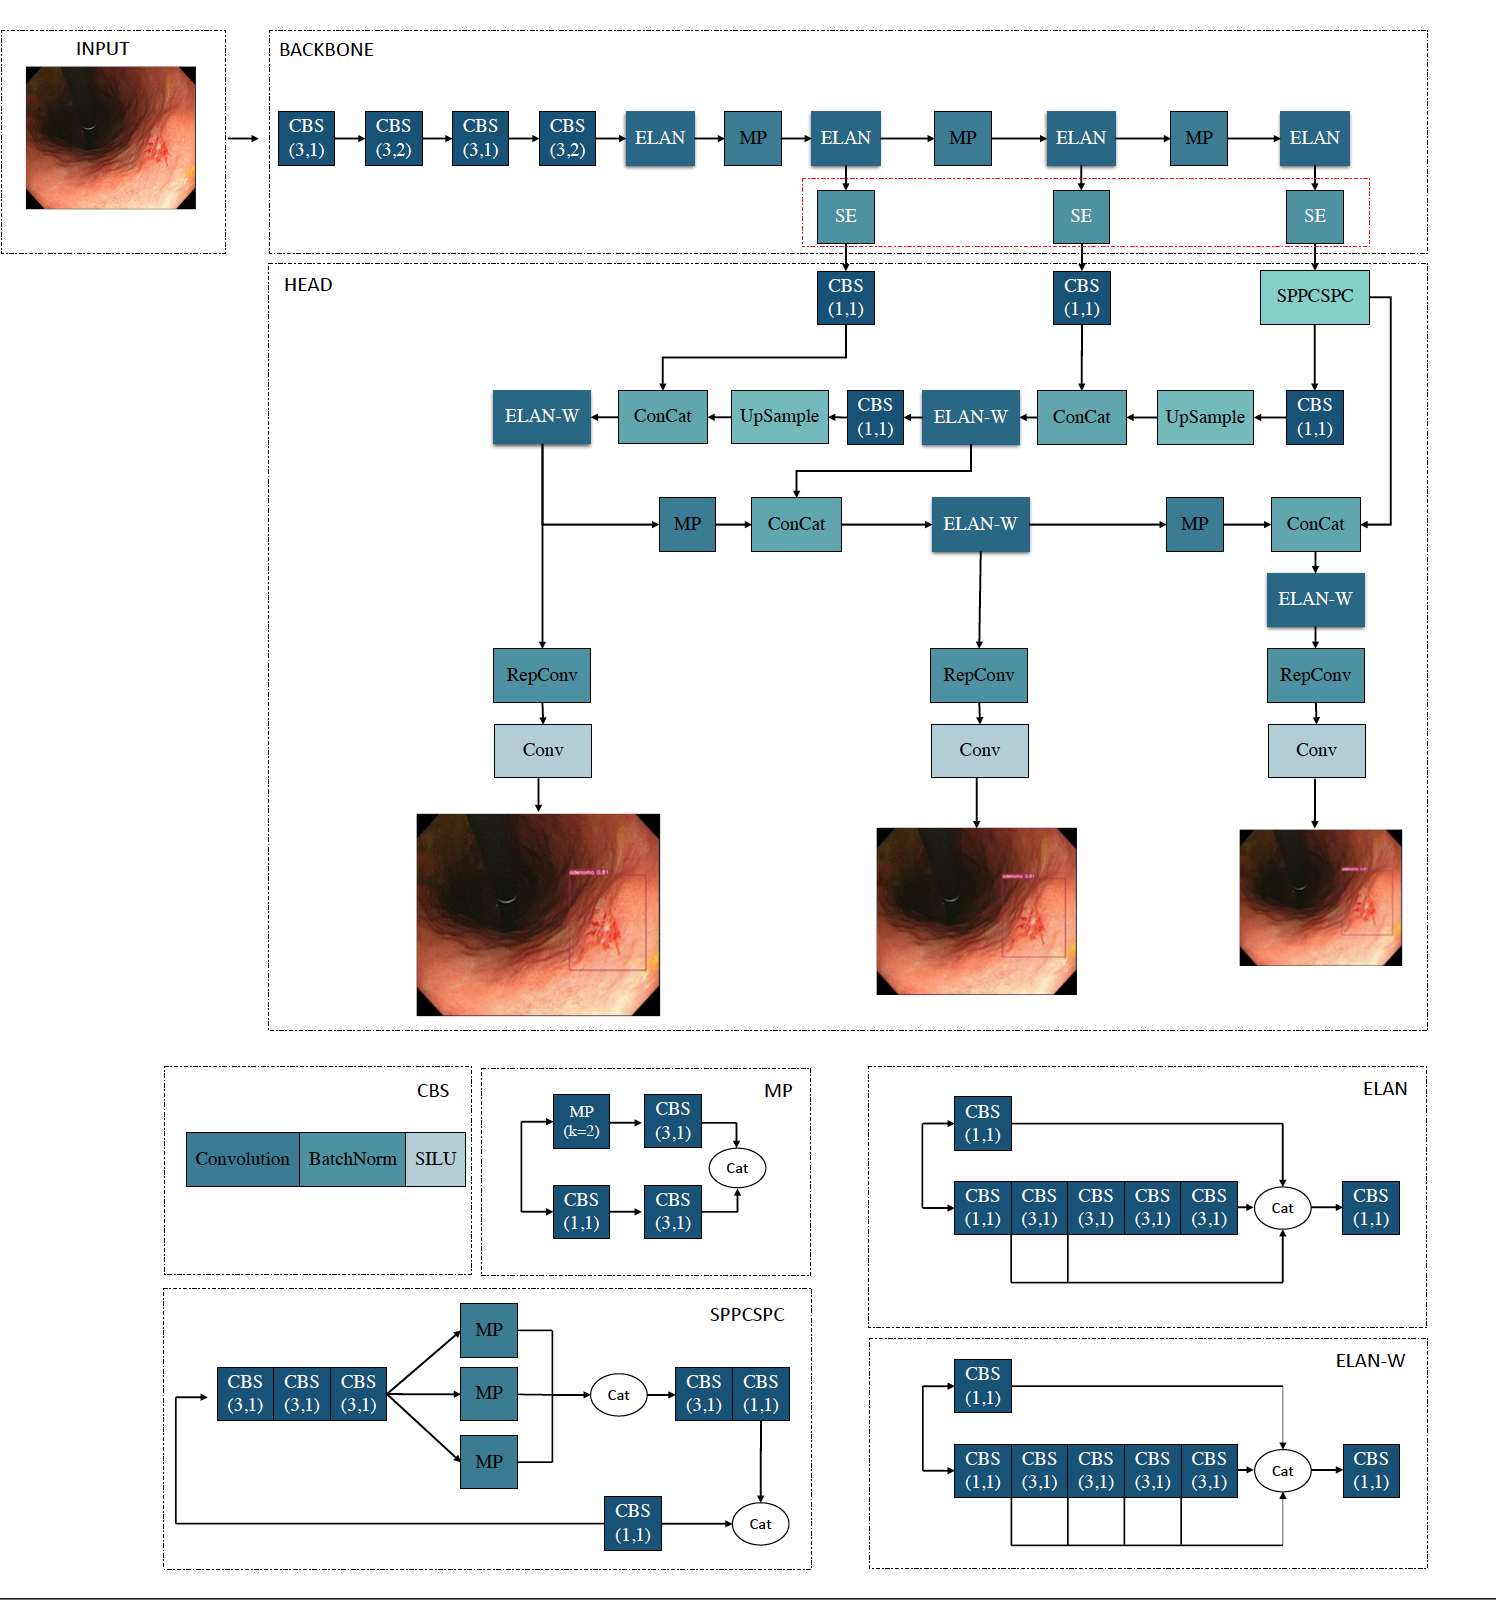 INPUT
BACKBONE
CBS
(3,1)
CBS
(3,2)
CBS
(3,1)
CBS
(3,2)
ELAN
MP
ELAN
MP
ELAN
MP
ELAN
SE
SE
SE
HEAD
CBS
(1,1)
CBS
(1,1)
SPPCSPC
ELAN-W
ConCat
UpSample
CBS
(1,1)
ELAN-W
ConCat
UpSample
CBS
(1,1)
MP
ConCat
ELAN-W
MP
ConCat
ELAN-W
RepConv
RepConv
RepConv
Conv
Conv
Conv
adenoma 0.81
adenoma 0.81
adenoma 0.81
CBS
Convolution
BatchNorm
SILU
MP
MP
(k=2)
CBS
(3,1)
Cat
CBS
(1,1)
CBS
(3,1)
ELAN
CBS
(1,1)
CBS
(1,1)
CBS
(3,1)
CBS
(3,1)
CBS
(3,1)
CBS
(3,1)
Cat
CBS
(1,1)
SPPCSPC
MP
CBS
(3,1)
CBS
(3,1)
CBS
(3,1)
MP
Cat
CBS
(3,1)
CBS
(1,1)
MP
CBS
(1,1)
Cat
ELAN-W
CBS
(1,1)
CBS
(1,1)
CBS
(3,1)
CBS
(3,1)
CBS
(3,1)
CBS
(3,1)
Cat
CBS
(1,1)